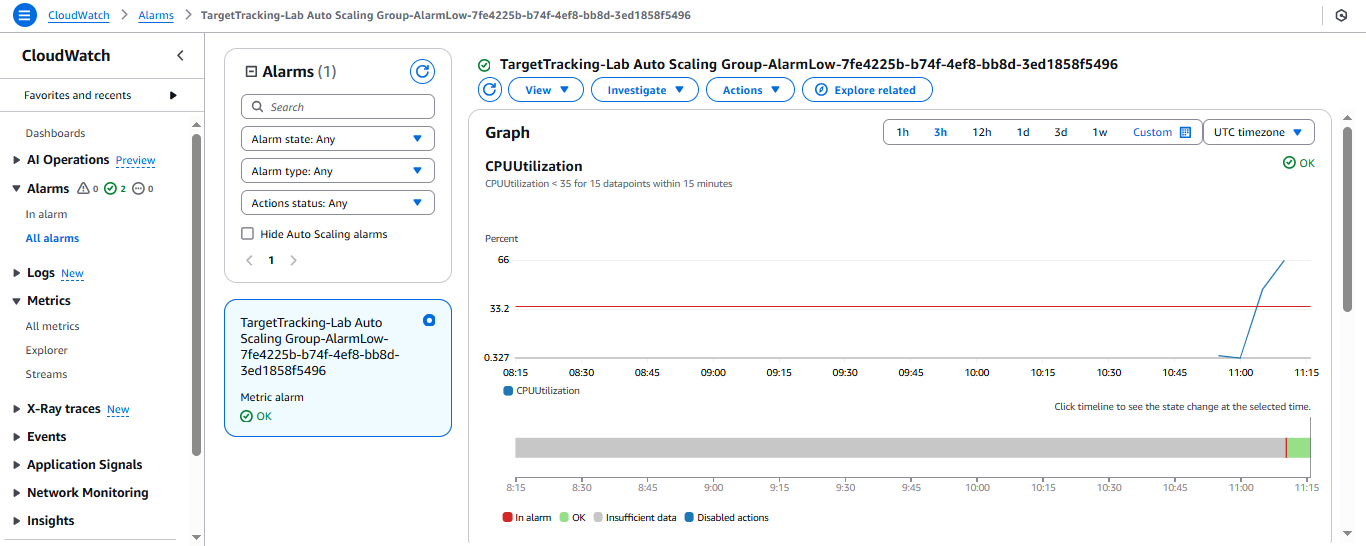 CloudWatch > Alarms > TargetTracking-Lab Auto Scaling Group-AlarmLow-7fe4225b-b74f-4ef8-bb8d-3ed1858f5496
CloudWatch
Favorites and recents
Dashboards
AI Operations Preview
Alarms 0 2 0
In alarm
All alarms
Logs New
Metrics
All metrics
Explorer
Streams
X-Ray traces New
Events
Application Signals
Network Monitoring
Insights
Alarms (1)
Search
Alarm state: Any
Alarm type: Any
Actions status: Any
Hide Auto Scaling alarms
1
TargetTracking-Lab Auto
Scaling Group-AlarmLow-
7fe4225b-b74f-4ef8-bb8d-
3ed1858f5496
Metric alarm
OK
TargetTracking-Lab Auto Scaling Group-AlarmLow-7fe4225b-b74f-4ef8-bb8d-3ed1858f5496
View Investigate Actions Explore related
Graph
1h 3h 12h 1d 3d 1w Custom UTC timezone
CPUUtilization
OK
CPUUtilization < 35 for 15 datapoints within 15 minutes
Percent
66
33.2
0.327
08:15 08:30 08:45 09:00 09:15 09:30 09:45 10:00 10:15 10:30 10:45 11:00 11:15
CPUUtilization
Click timeline to see the state change at the selected time.
8:15 8:30 8:45 9:00 9:15 9:30 9:45 10:00 10:15 10:30 10:45 11:00 11:15
In alarm OK Insufficient data Disabled actions